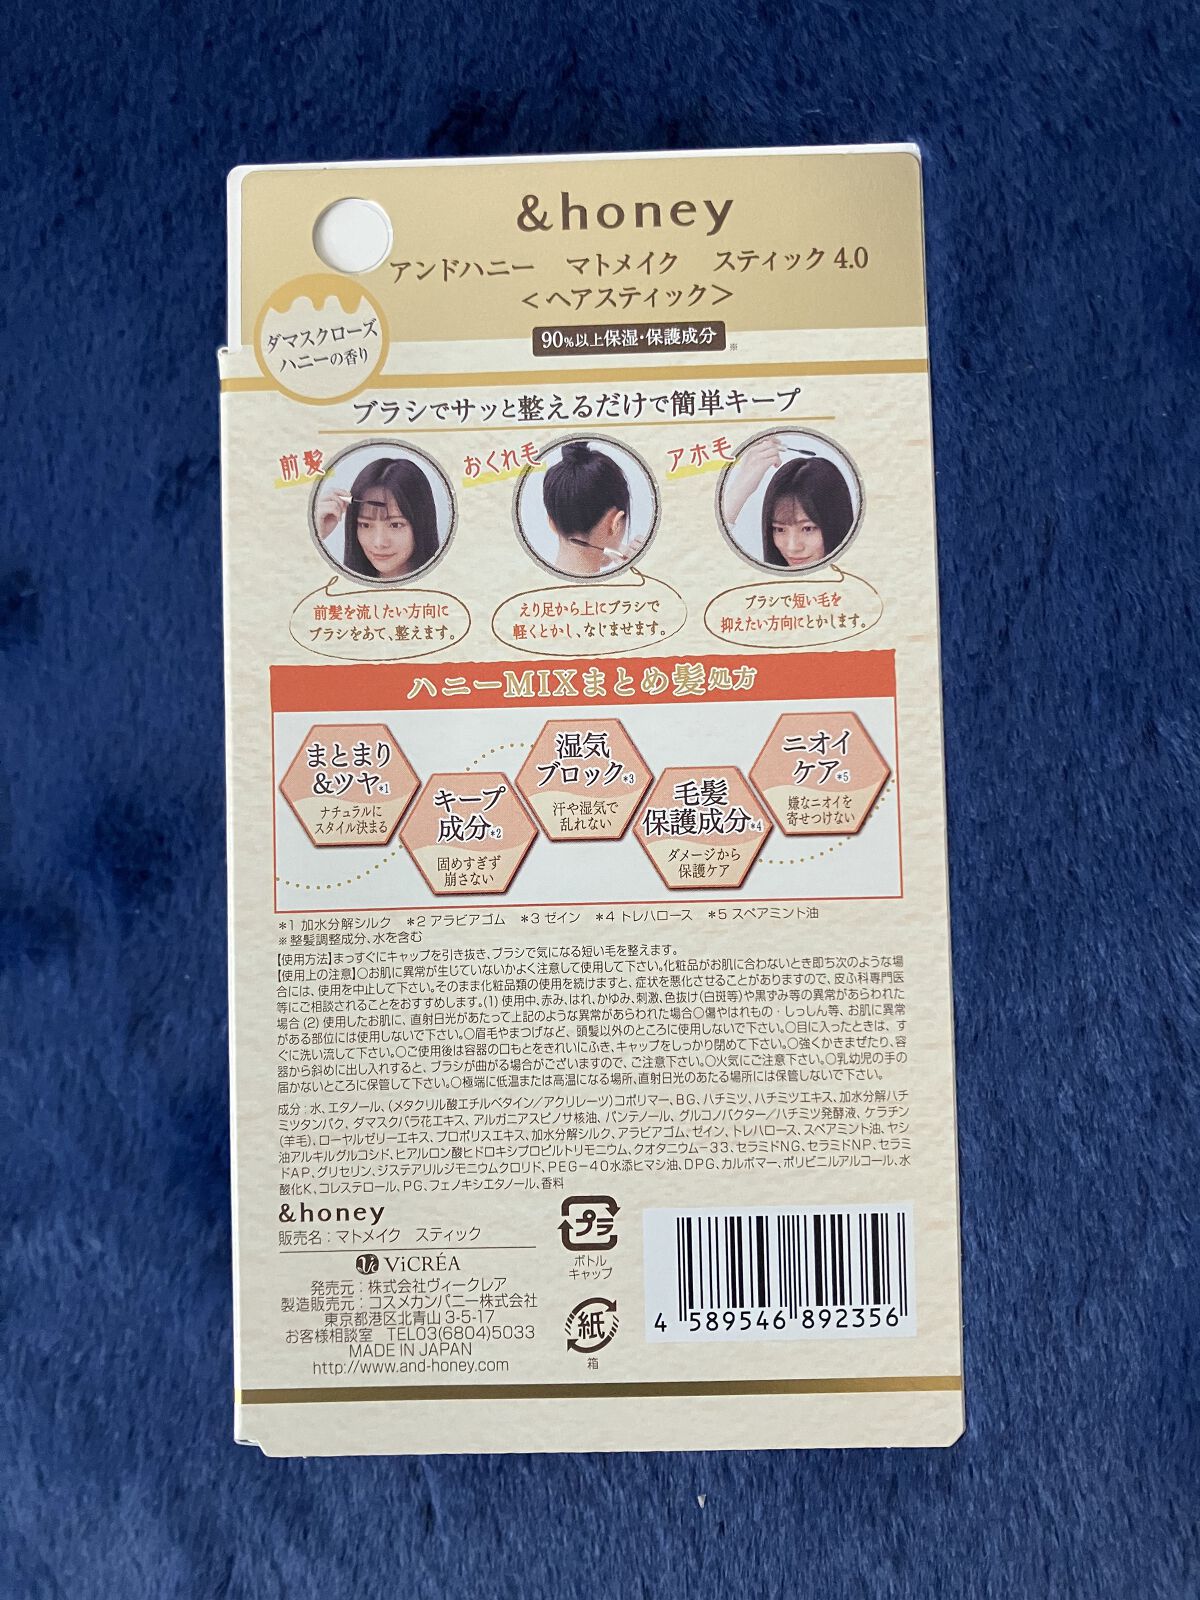 &honey
アンドハニー マトメイク スティック 4.0
<ヘアスティック>
ダマスクローズ
ハニーの香り
90%以上保湿・保護成分 ※
ブラシでサッと整えるだけで簡単キープ
前髪
おくれ毛
アホ毛
前髪を流したい方向に
ブラシをあて、整えます。
えり足から上にブラシで
軽くとかし、なじませます。
ブラシで短い毛を
抑えたい方向にとかします。
ハニーMIXまとめ髪処方
まとまり
&ツヤ*1
ナチュラルに
スタイル決まる
キープ
成分*2
固めすぎず
崩さない
湿気
ブロック*3
汗や湿気で
乱れない
毛髪
保護成分*4
ダメージから
保護ケア
ニオイ
ケア*5
嫌なニオイを
寄せつけない
*1 加水分解シルク *2 アラビアゴム *3 ゼイン *4 トレハロース *5 スペアミント油
※整髪調整成分、水を含む
【使用方法】まっすぐにキャップを引き抜き、ブラシで気になる短い毛を整えます。
【使用上の注意】○お肌に異常が生じていないかよく注意して使用して下さい。化粧品がお肌に合わないとき即ち次のような場
合には、使用を中止して下さい。そのまま化粧品類の使用を続けますと、症状を悪化させることがありますので、皮ふ科専門医
等にご相談されることをおすすめします。(1) 使用中、赤み、はれ、かゆみ、刺激、色抜け(白斑等)や黒ずみ等の異常があらわれた
場合 (2) 使用したお肌に、直射日光があたって上記のような異常があらわれた場合○傷やはれもの・しっしん等、お肌に異常
がある部位には使用しないで下さい。○眉毛やまつげなど、頭髪以外のところに使用しないで下さい。○目に入ったときは、す
ぐに洗い流して下さい。○ご使用後は容器の口もとをきれいにふき、キャップをしっかり閉めて下さい。○強くかきまぜたり、容
器から斜めに出し入れすると、ブラシが曲がる場合がございますので、ご注意下さい。○火気にご注意下さい。○乳幼児の手の
届かないところに保管して下さい。○極端に低温または高温になる場所、直射日光のあたる場所には保管しないで下さい。
成分：水、エタノール、(メタクリル酸エチルベタイン／アクリレーツ)コポリマー、BG、ハチミツ、ハチミツエキス、加水分解ハチ
ミツタンパク、ダマスクバラ花エキス、アルガニアスピノサ核油、パンテノール、グルコノバクター／ハチミツ発酵液、ケラチン
(羊毛)、ローヤルゼリーエキス、プロポリスエキス、加水分解シルク、アラビアゴム、ゼイン、トレハロース、スペアミント油、ヤシ
油アルキルグルコシド、ヒアルロン酸ヒドロキシプロピルトリモニウム、クオタニウム－33、セラミドNG、セラミドNP、セラミ
ドAP、グリセリン、ジステアリルジモニウムクロリド、PEG－40水添ヒマシ油、DPG、カルボマー、ポリビニルアルコール、水
酸化K、コレステロール、PG、フェノキシエタノール、香料
&honey
販売名：マトメイク スティック
Vi ViCRÉA
発売元：株式会社ヴィークレア
製造販売元：コスメカンパニー株式会社
東京都港区北青山 3-5-17
お客様相談室 TEL03(6804)5033
MADE IN JAPAN
http://www.and-honey.com
プラ
ボトル
キャップ
紙
箱
4 589546 892356